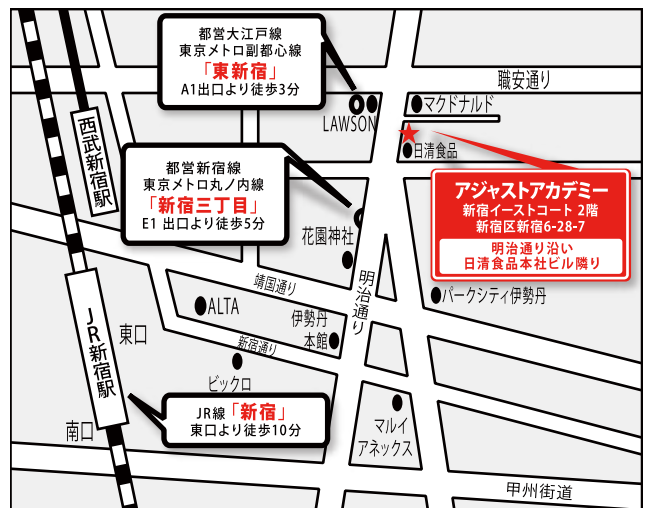 都営大江戸線
東京メトロ副都心線
「東新宿」
A1出口より徒歩3分
職安通り
マクドナルド
LAWSON
日清食品
西武新宿駅
都営新宿線
東京メトロ丸ノ内線
「新宿三丁目」
E1 出口より徒歩5分
アジャストアカデミー
新宿イーストコート 2階
新宿区新宿6-28-7
明治通り沿い
日清食品本社ビル隣り
花園神社
靖国通り
明治通り
パークシティ伊勢丹
ALTA
伊勢丹
本館
新宿通り
JR新宿駅
東口
ビックロ
JR線「新宿」
東口より徒歩10分
南口
マルイ
アネックス
甲州街道